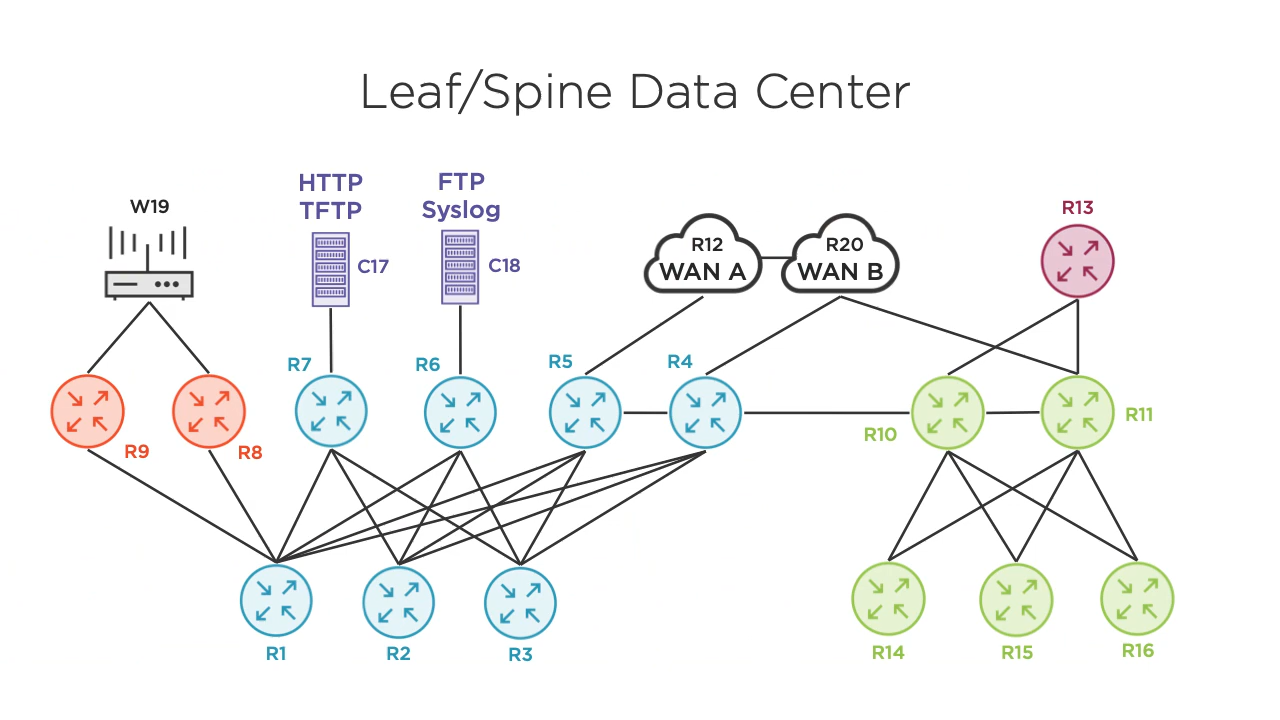 Leaf/Spine Data Center
HTTP
TFTP
FTP
Syslog
W19
R13
R12
WAN A
R20
WAN B
C17
C18
R7
R6
R5
R4
R9
R8
R10
R11
R1
R2
R3
R14
R15
R16